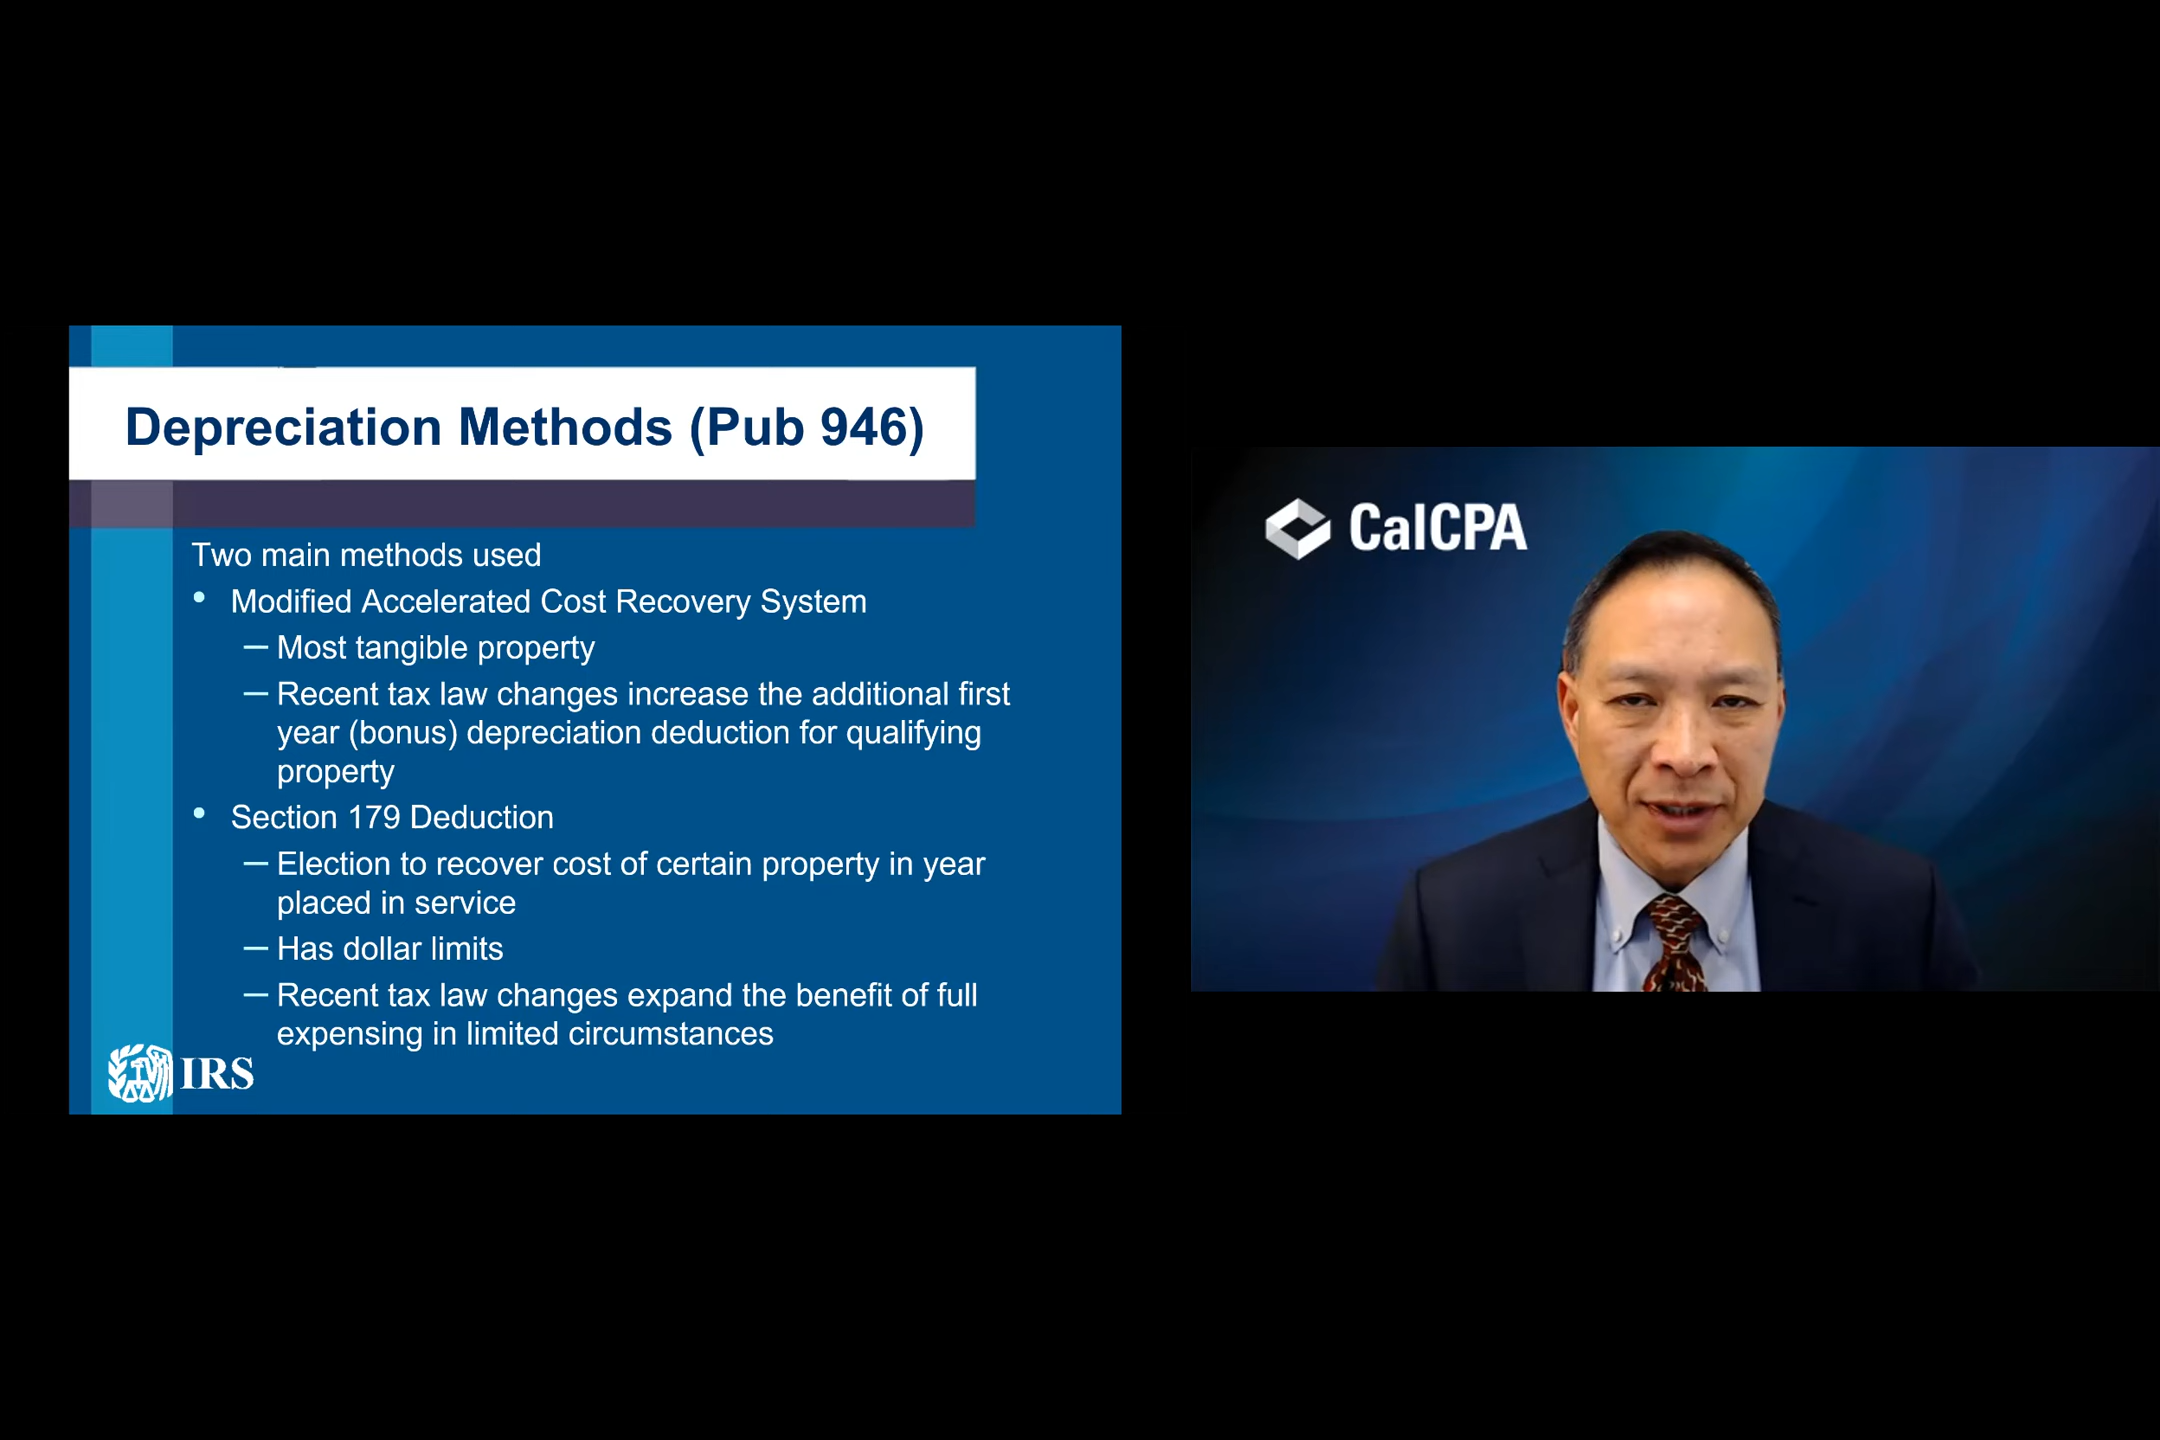 Depreciation Methods (Pub 946)
Two main methods used
• Modified Accelerated Cost Recovery System
— Most tangible property
— Recent tax law changes increase the additional first
year (bonus) depreciation deduction for qualifying
property
• Section 179 Deduction
— Election to recover cost of certain property in year
placed in service
— Has dollar limits
— Recent tax law changes expand the benefit of full
expensing in limited circumstances
IRS
CalCPA